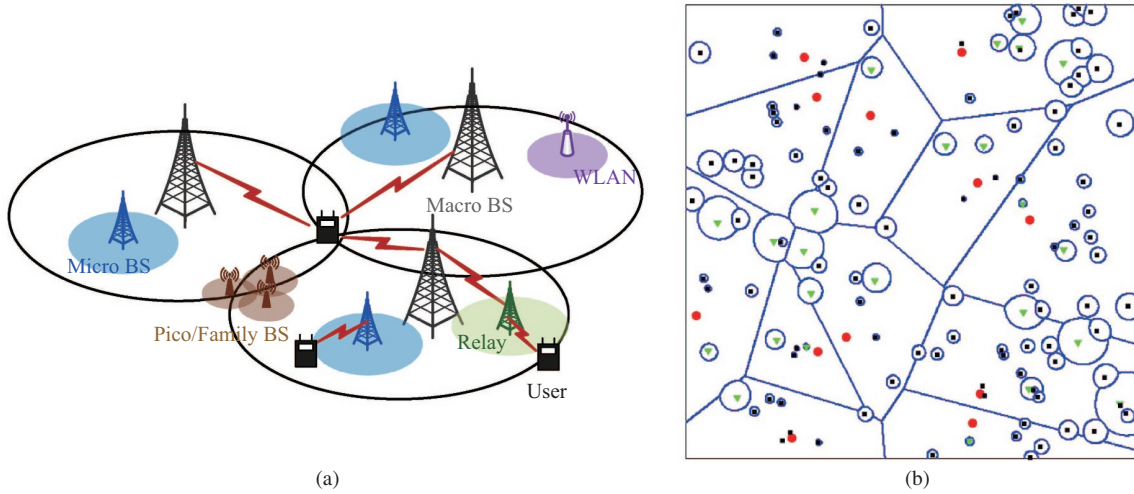 WLAN
Macro BS
Micro BS
Pico/Family BS
Relay
User
(a)
(b)